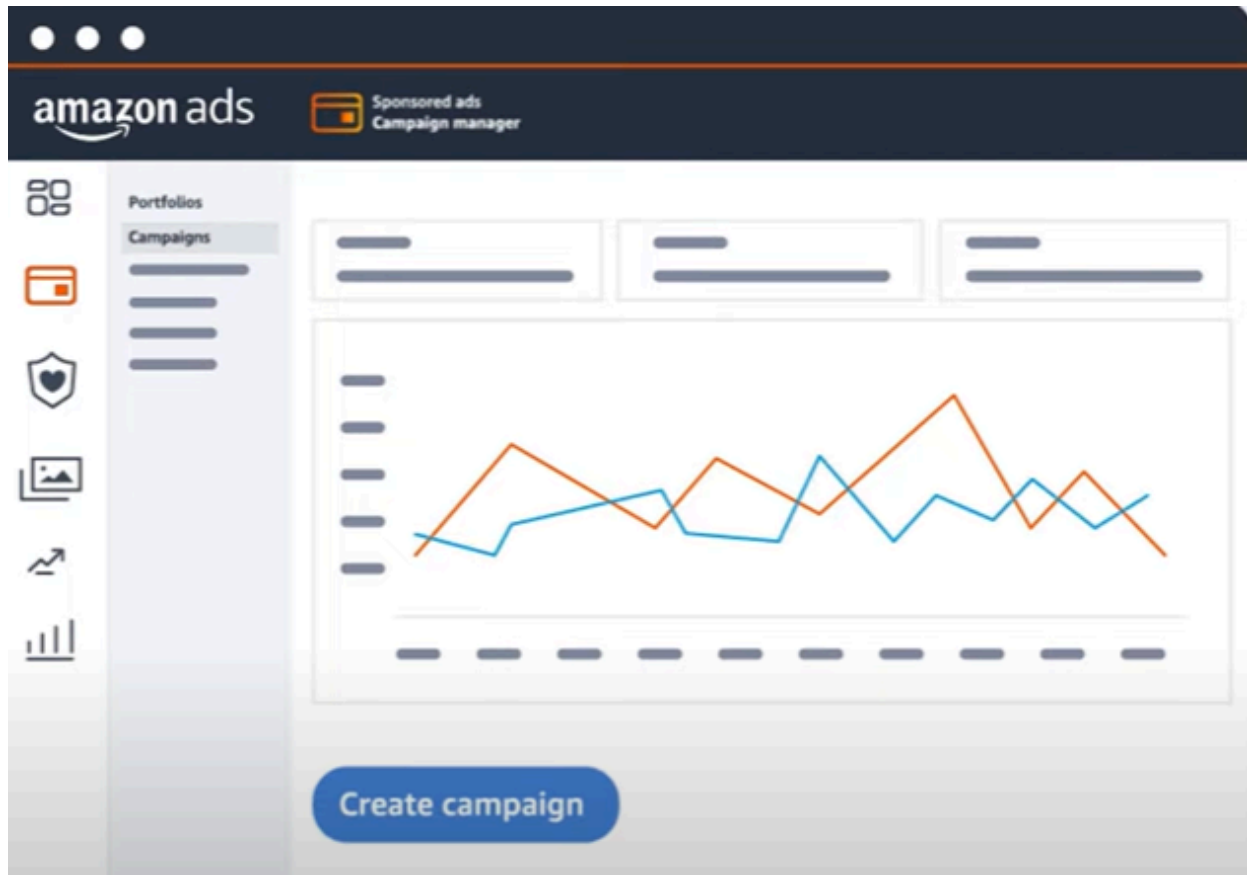 amazon ads
Sponsored ads
Campaign manager
Portfolios
Campaigns
Create campaign